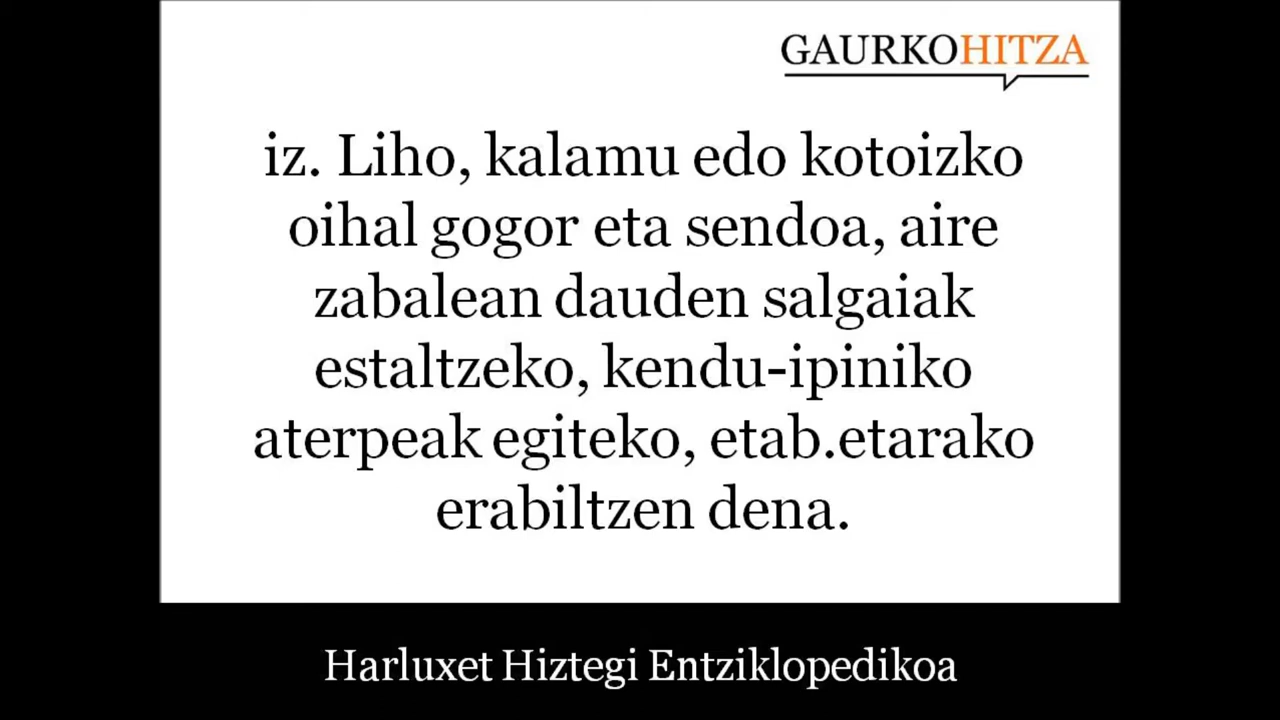 GAURKOHITZA
iz. Liho, kalamu edo kotoizko
oihal gogor eta sendoa, aire
zabalean dauden salgaiak
estaltzeko, kendu-ipiniko
aterpeak egiteko, etab.etarako
erabiltzen dena.
Harluxet Hiztegi Entziklopedikoa